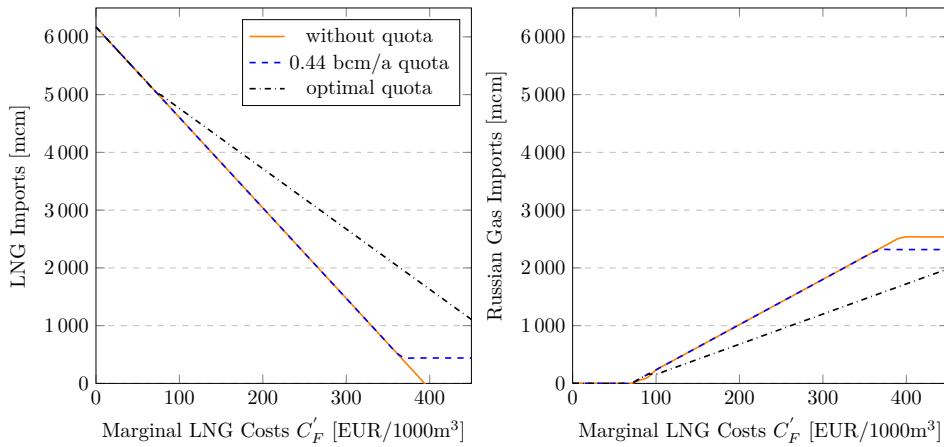 6 000
5 000
4 000
3 000
2 000
1 000
0
0 100 200 300 400
LNG Imports [mcm]
Marginal LNG Costs C′F [EUR/1000m³]
without quota
0.44 bcm/a quota
optimal quota
6 000
5 000
4 000
3 000
2 000
1 000
0
0 100 200 300 400
Russian Gas Imports [mcm]
Marginal LNG Costs C′F [EUR/1000m³]